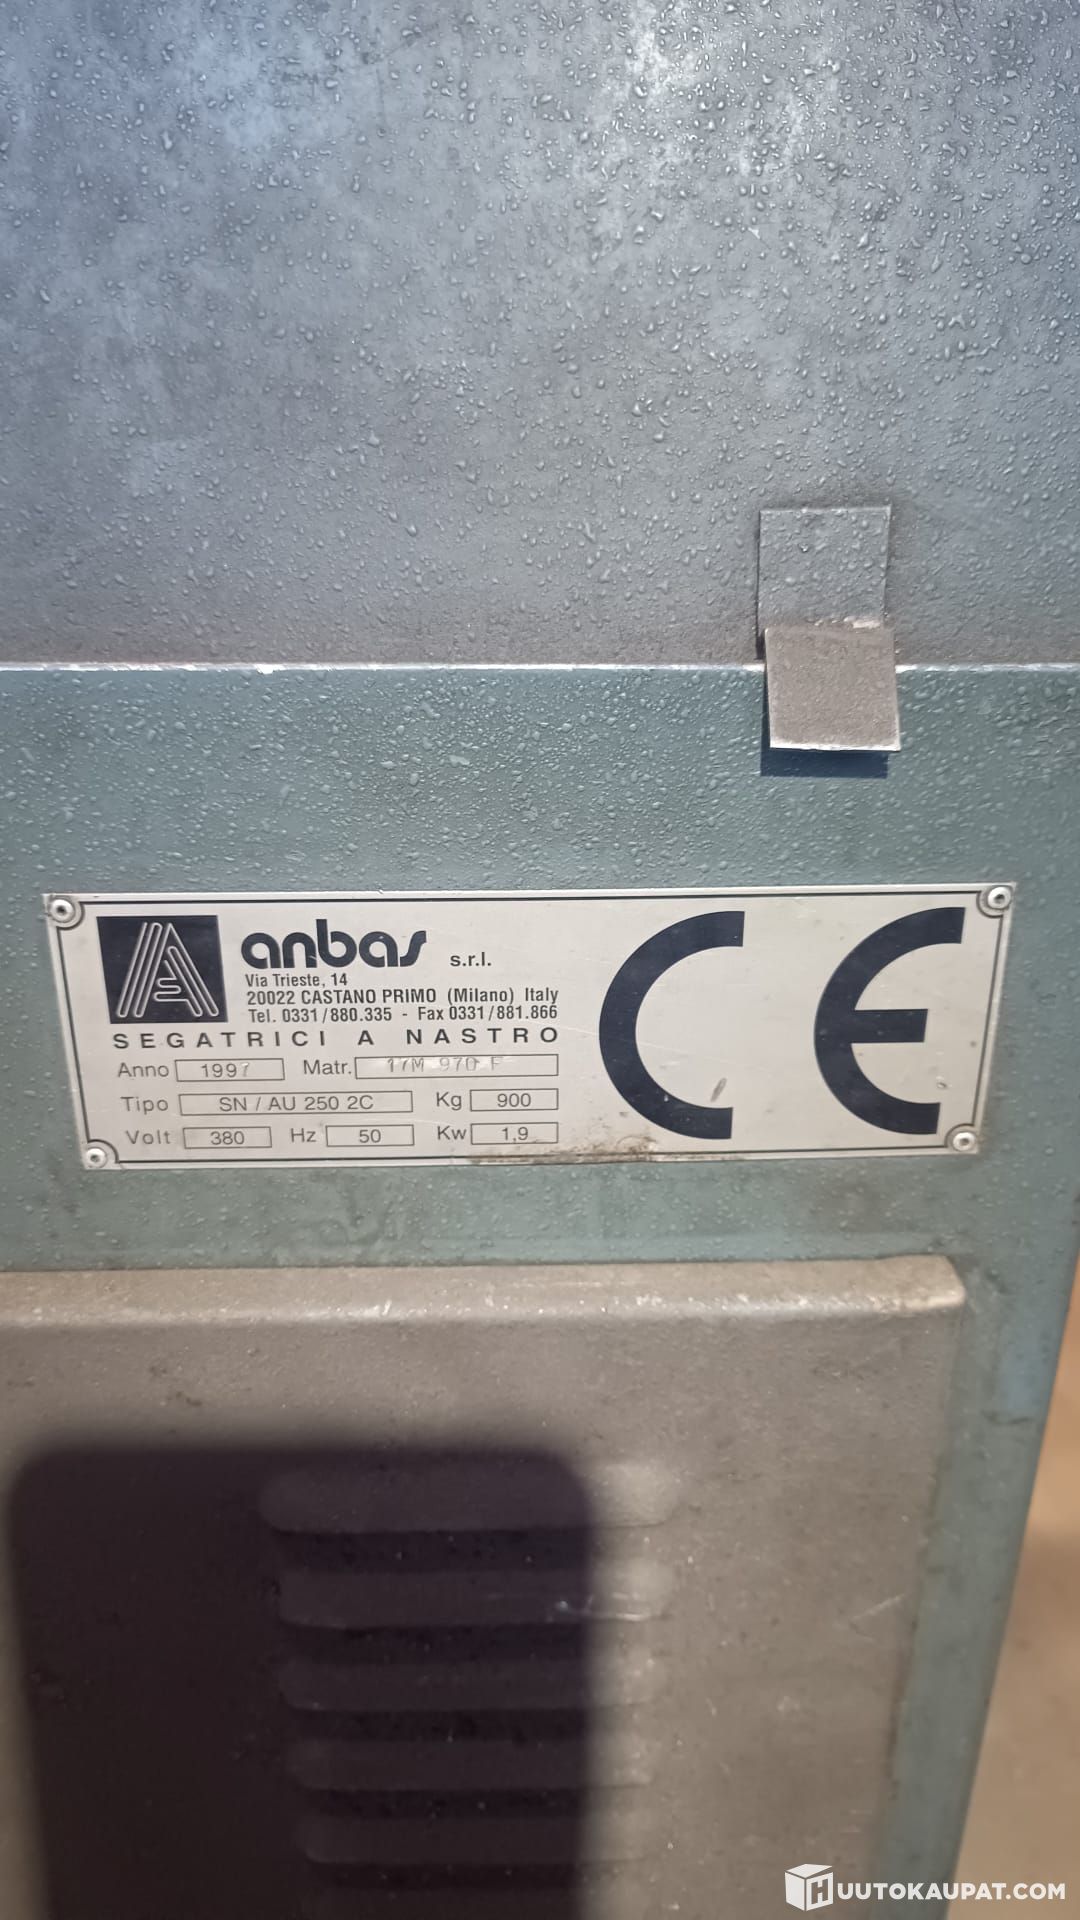 anbas s.r.l.
Via Trieste, 14
20022 CASTANO PRIMO (Milano) Italy
Tel. 0331/880.335 - Fax 0331/881.866
SEGATRICI A NASTRO
Anno 1997 Matr. 17M 970 F
Tipo SN / AU 250 2C Kg 900
Volt 380 Hz 50 Kw 1,9
CE
HUUTOKAUPAT.COM